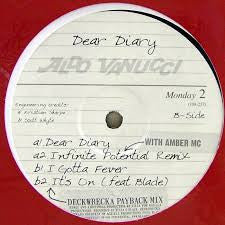 Dear Diary
ALDO VANUCCI
Monday 2
B-Side
Engineering Credits:
a) Dear Diary
WITH AMBER MC
a2) Infinite Potential Remix
b1) I Gotta Fever
b2) It's On (feat. Blade)
DECKWRECKA PAYBACK MIX